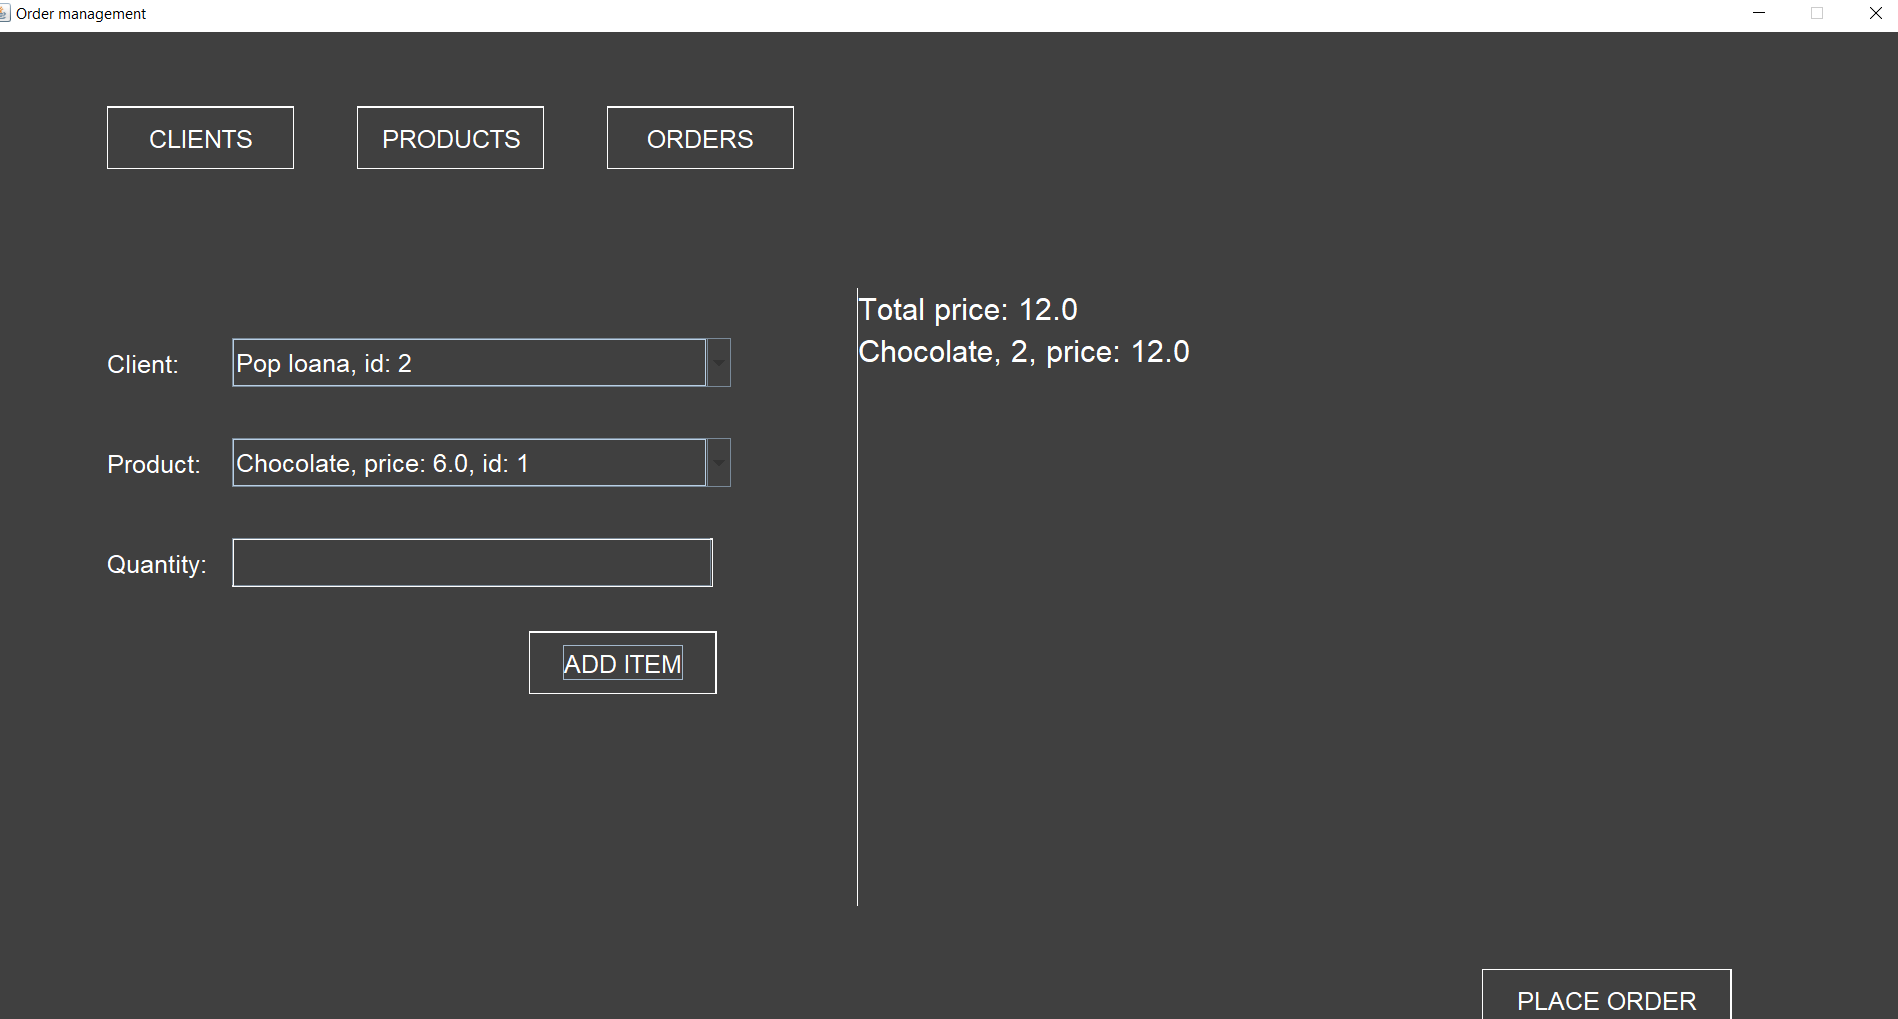 Order management
CLIENTS
PRODUCTS
ORDERS
Client:
Pop Ioana, id: 2
Product:
Chocolate, price: 6.0, id: 1
Quantity:
ADD ITEM
Total price: 12.0
Chocolate, 2, price: 12.0
PLACE ORDER